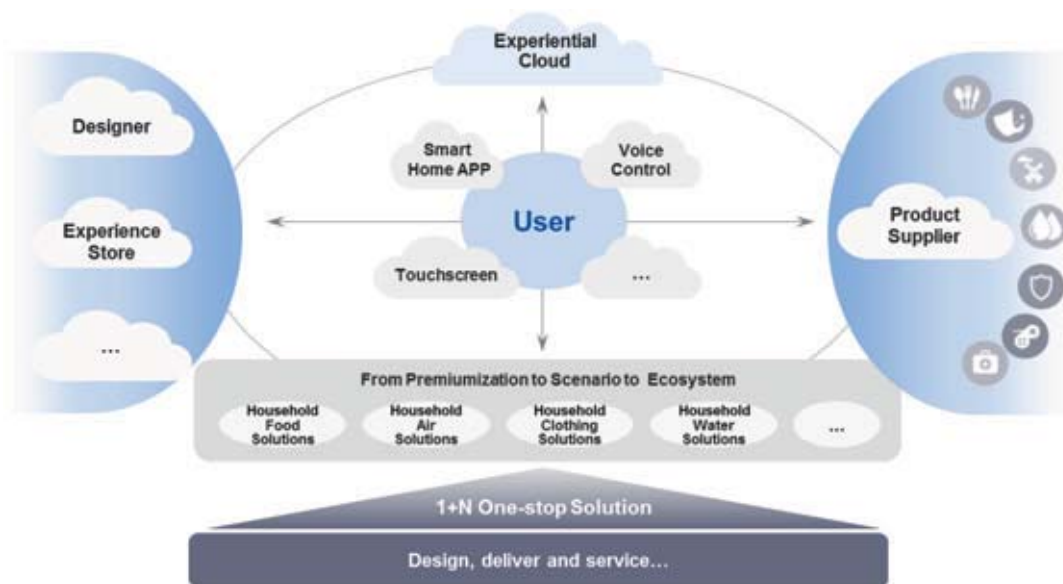 Experiential
Cloud
Designer
Smart
Home APP
Voice
Control
Experience
Store
User
Product
Supplier
Touchscreen
...
...
From Premiumization to Scenario to Ecosystem
Household
Food
Solutions
Household
Air
Solutions
Household
Clothing
Solutions
Household
Water
Solutions
...
1+N One-stop Solution
Design, deliver and service...